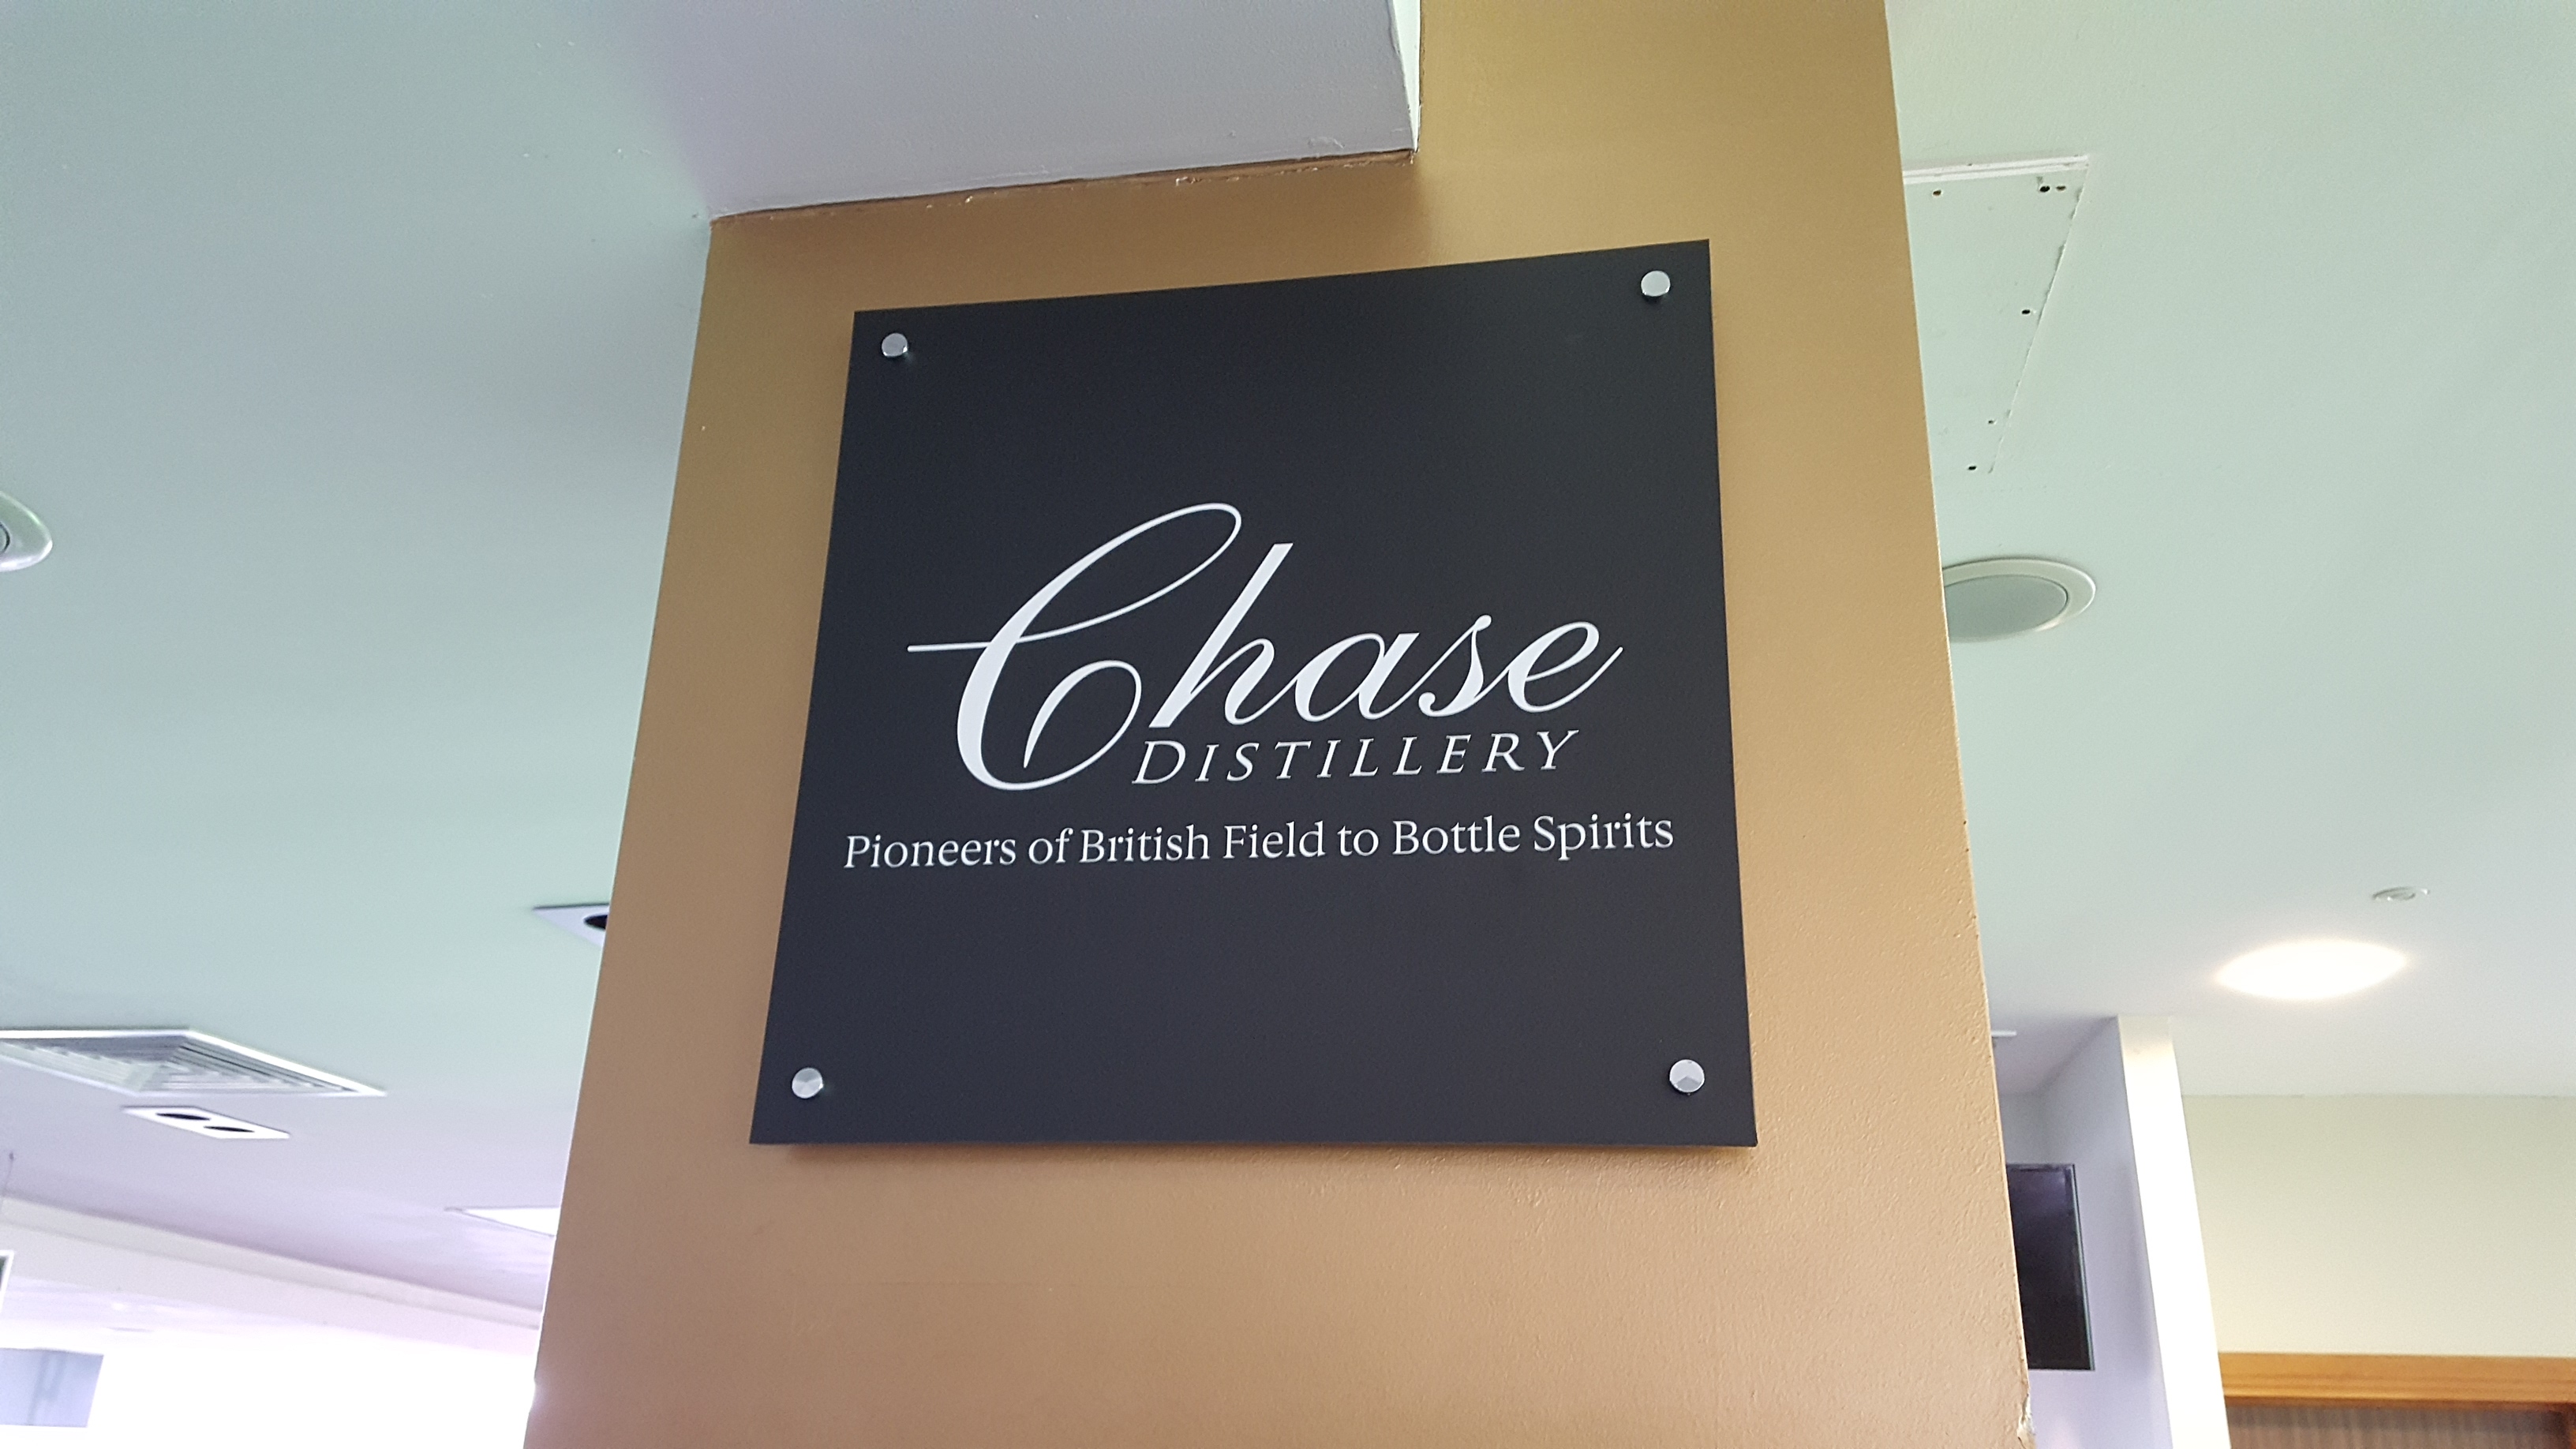 Chase
DISTILLERY
Pioneers of British Field to Bottle Spirits